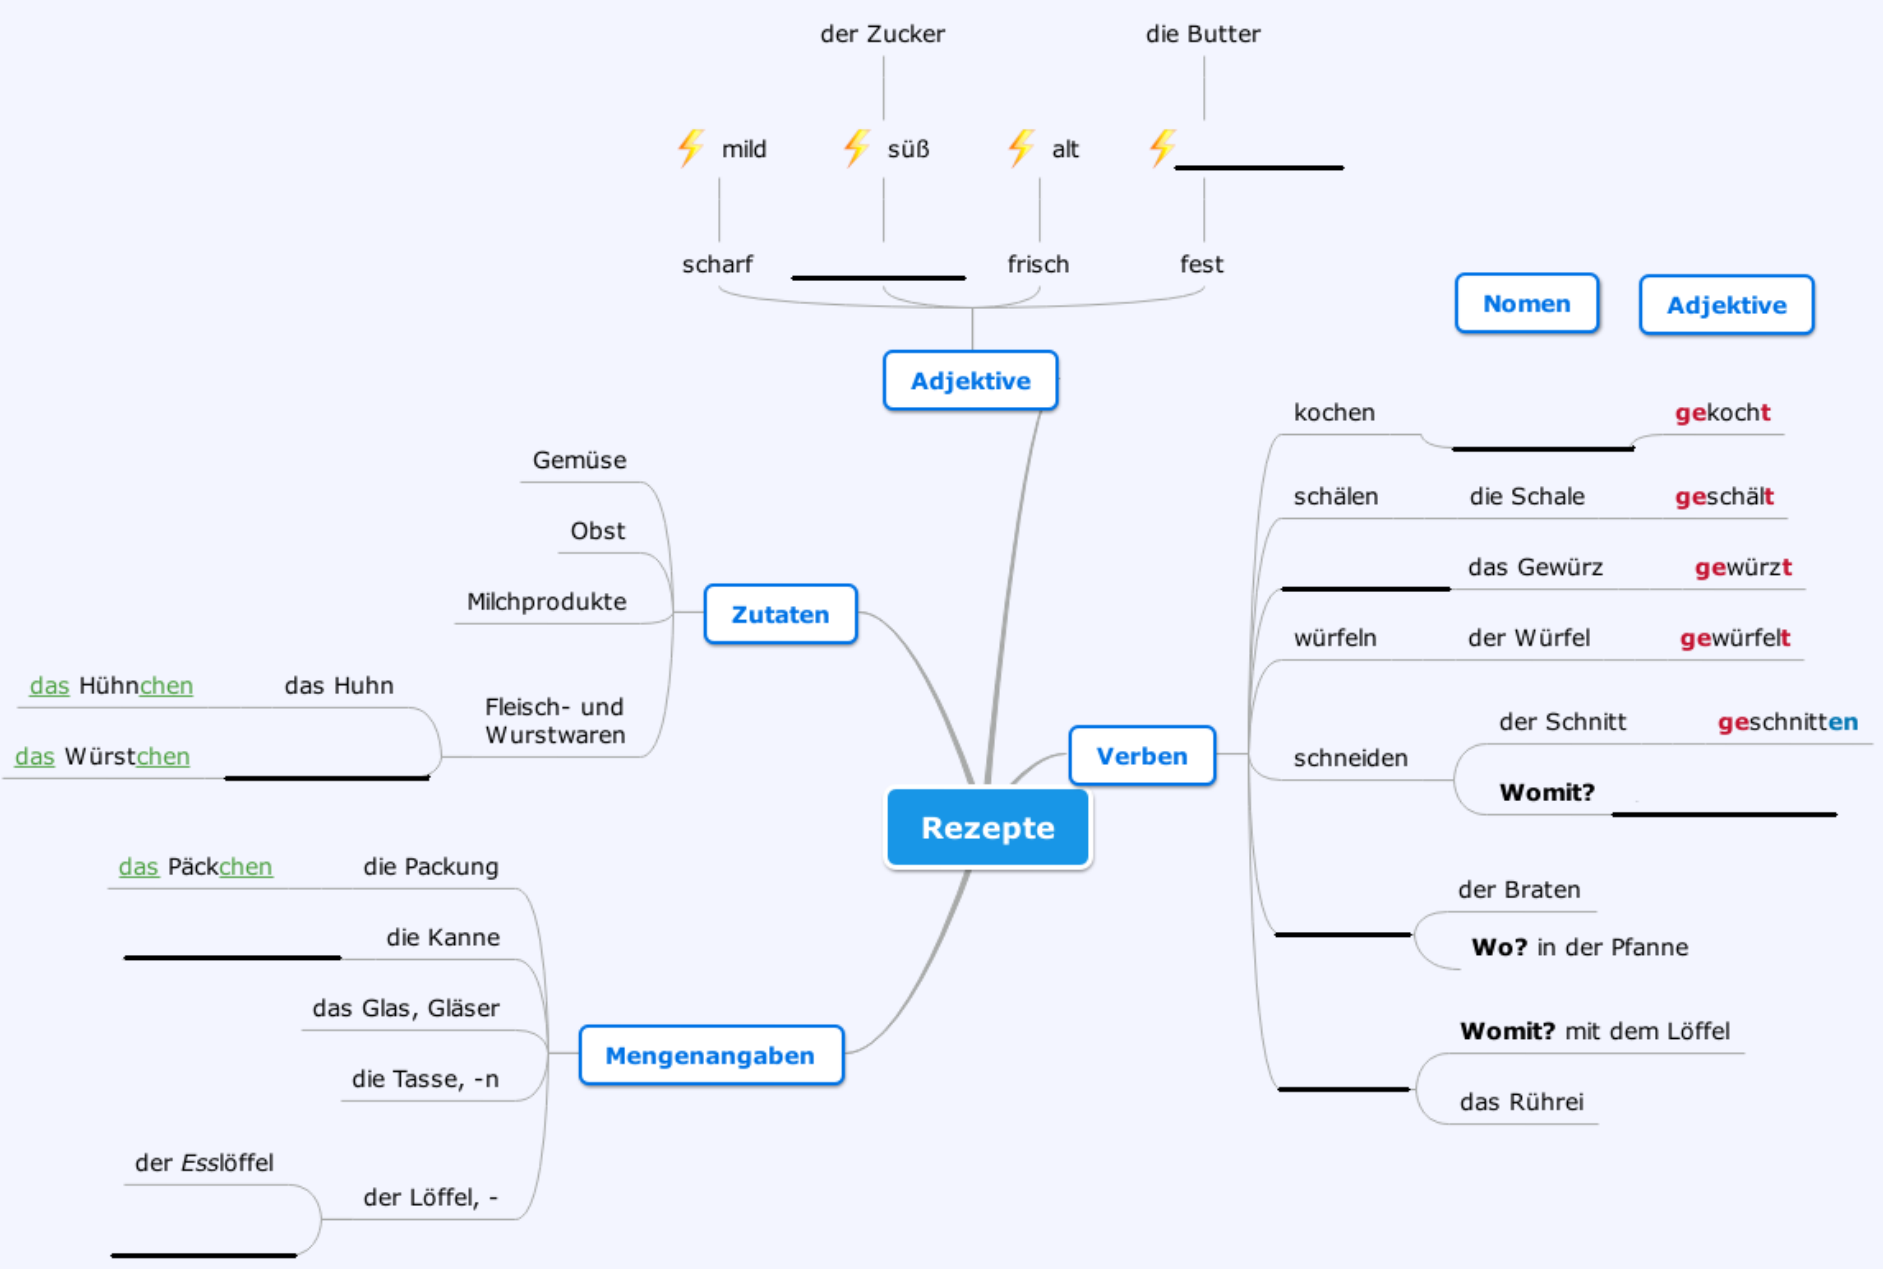 der Zucker
die Butter
mild
süß
alt
scharf
frisch
fest
Nomen
Adjektive
Adjektive
kochen
gekocht
Gemüse
schälen
die Schale
geschält
Obst
das Gewürz
gewürzt
Milchprodukte
Zutaten
würfeln
der Würfel
gewürfelt
das Hühnchen
das Huhn
Fleisch- und
Wurstwaren
der Schnitt
geschnitten
das Würstchen
Verben
schneiden
Womit?
Rezepte
das Päckchen
die Packung
der Braten
die Kanne
Wo? in der Pfanne
das Glas, Gläser
Womit? mit dem Löffel
Mengenangaben
die Tasse, -n
das Rührei
der Esslöffel
der Löffel, -